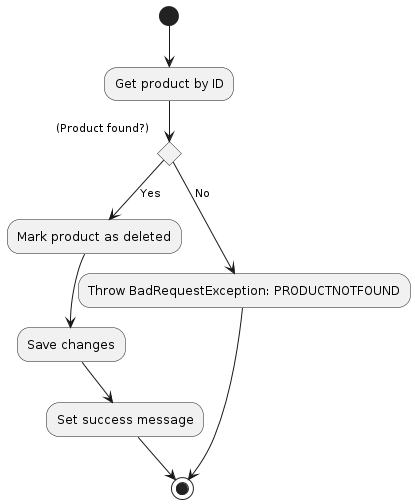 Get product by ID
(Product found?)
Yes
No
Mark product as deleted
Throw BadRequestException: PRODUCTNOTFOUND
Save changes
Set success message